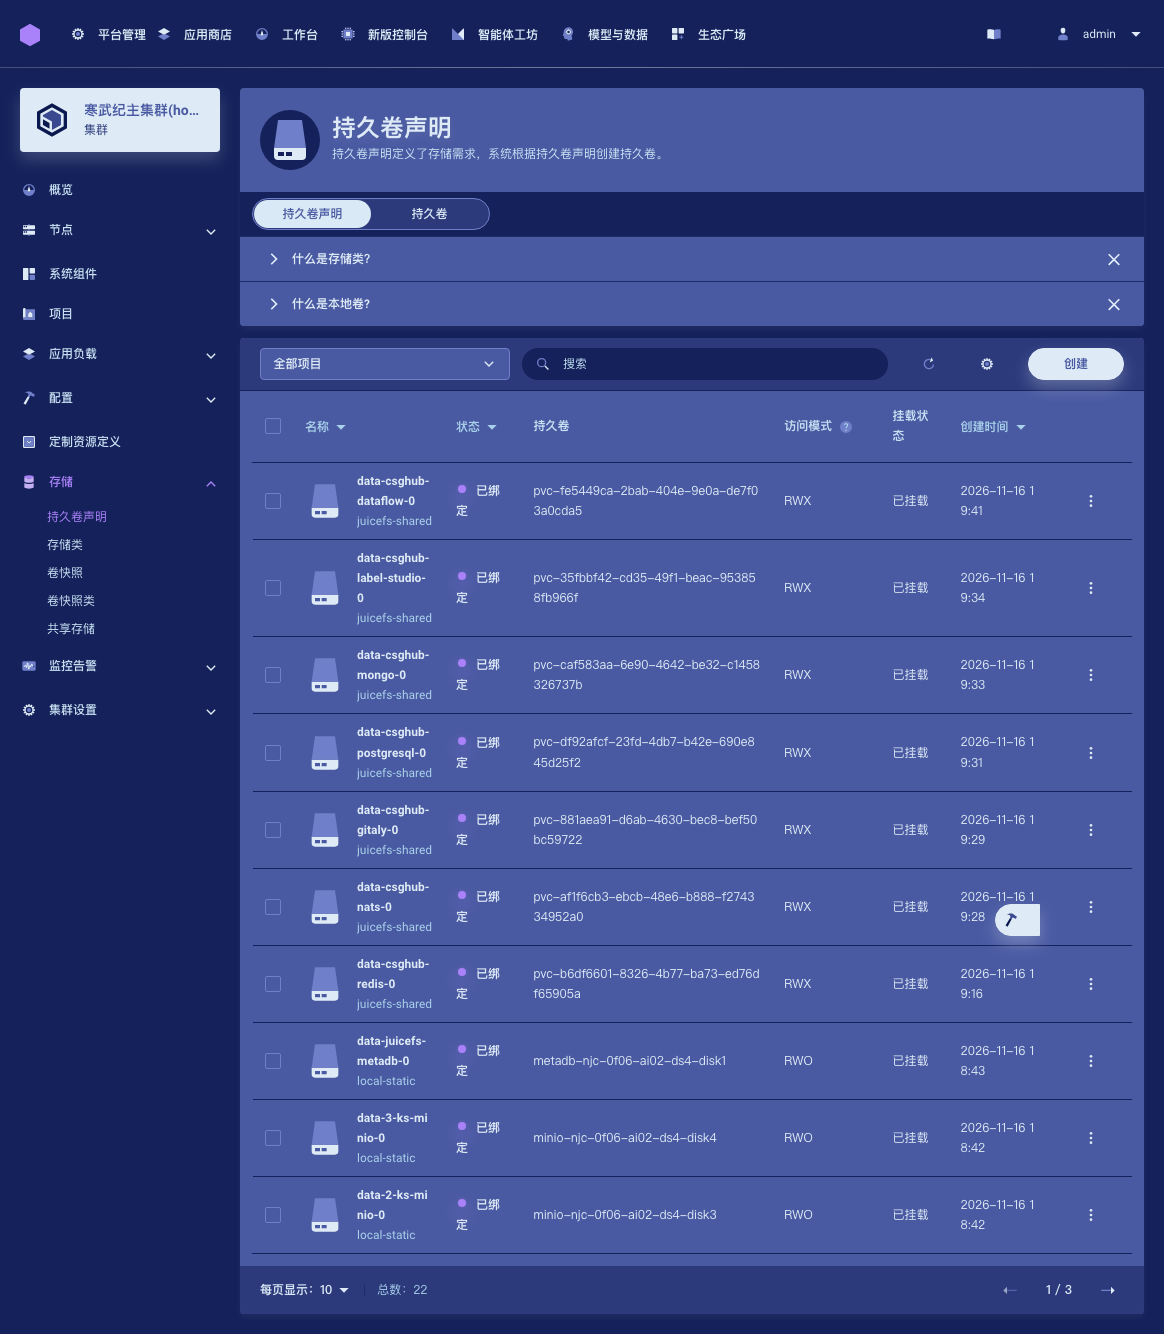 平台管理 应用商店 工作台 新版控制台 智能体工坊 模型与数据 生态广场 admin
寒武纪主集群(ho...
集群
概览
节点
系统组件
项目
应用负载
配置
定制资源定义
存储
持久卷声明
存储类
卷快照
卷快照类
共享存储
监控告警
集群设置
持久卷声明
持久卷声明定义了存储需求，系统根据持久卷声明创建持久卷。
持久卷声明 持久卷
什么是存储类?
什么是本地卷?
全部项目 搜索 创建
名称 状态 持久卷 访问模式 ? 挂载状 创建时间
态
data-csghub- 已绑 pvc-fe5449ca-2bab-404e-9e0a-de7f0 RWX 已挂载 2026-11-16 1
dataflow-0 定 3a0cda5 9:41
juicefs-shared
data-csghub- 已绑 pvc-35fbbf42-cd35-49f1-beac-95385 RWX 已挂载 2026-11-16 1
label-studio- 定 8fb966f 9:34
0
juicefs-shared
data-csghub- 已绑 pvc-caf583aa-6e90-4642-be32-c1458 RWX 已挂载 2026-11-16 1
mongo-0 定 326737b 9:33
juicefs-shared
data-csghub- 已绑 pvc-df92afcf-23fd-4db7-b42e-690e8 RWX 已挂载 2026-11-16 1
postgresql-0 定 45d25f2 9:31
juicefs-shared
data-csghub- 已绑 pvc-881aea91-d6ab-4630-bec8-bef50 RWX 已挂载 2026-11-16 1
gitaly-0 定 bc59722 9:29
juicefs-shared
data-csghub- 已绑 pvc-af1f6cb3-ebcb-48e6-b888-f2743 RWX 已挂载 2026-11-16 1
nats-0 定 34952a0 9:28
juicefs-shared
data-csghub- 已绑 pvc-b6df6601-8326-4b77-ba73-ed76d RWX 已挂载 2026-11-16 1
redis-0 定 f65905a 9:16
juicefs-shared
data-juicefs- 已绑 metadb-njc-0f06-ai02-ds4-disk1 RWO 已挂载 2026-11-16 1
metadb-0 定 8:43
local-static
data-3-ks-mi 已绑 minio-njc-0f06-ai02-ds4-disk4 RWO 已挂载 2026-11-16 1
nio-0 定 8:42
local-static
data-2-ks-mi 已绑 minio-njc-0f06-ai02-ds4-disk3 RWO 已挂载 2026-11-16 1
nio-0 定 8:42
local-static
每页显示：10 总数：22 1 / 3